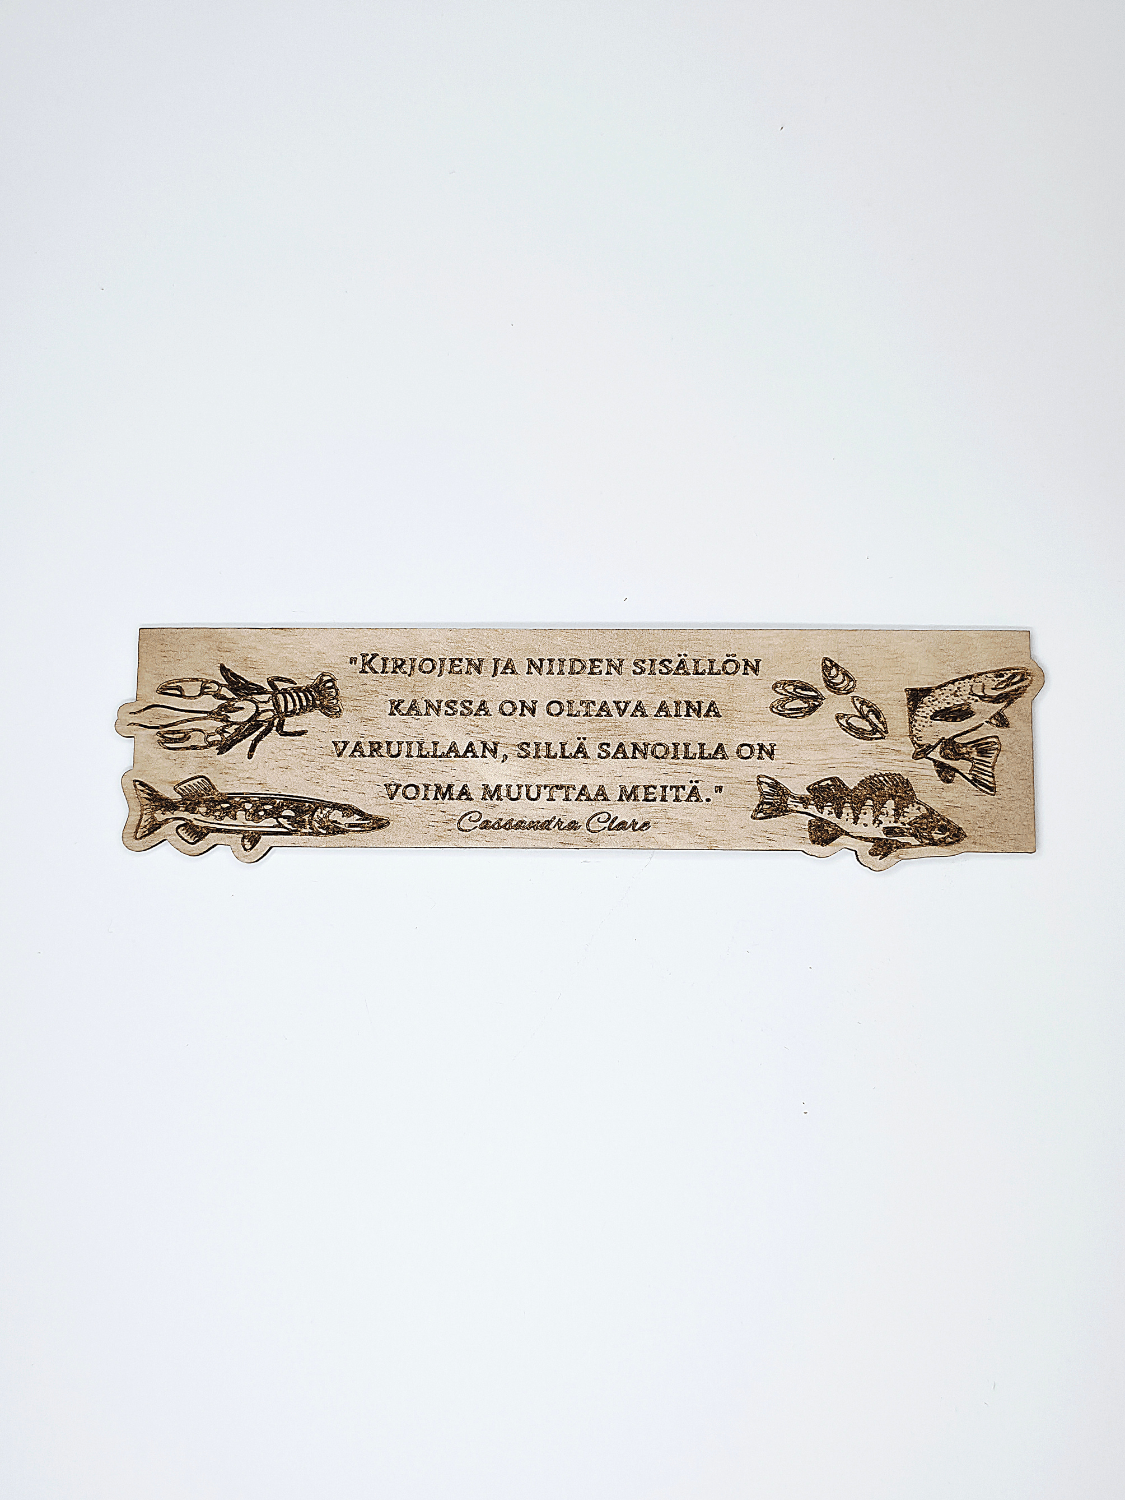 "Kirjojen ja niiden sisällön
kanssa on oltava aina
varuillaan, sillä sanoilla on
voima muuttaa meitä."
Cassandra Clare